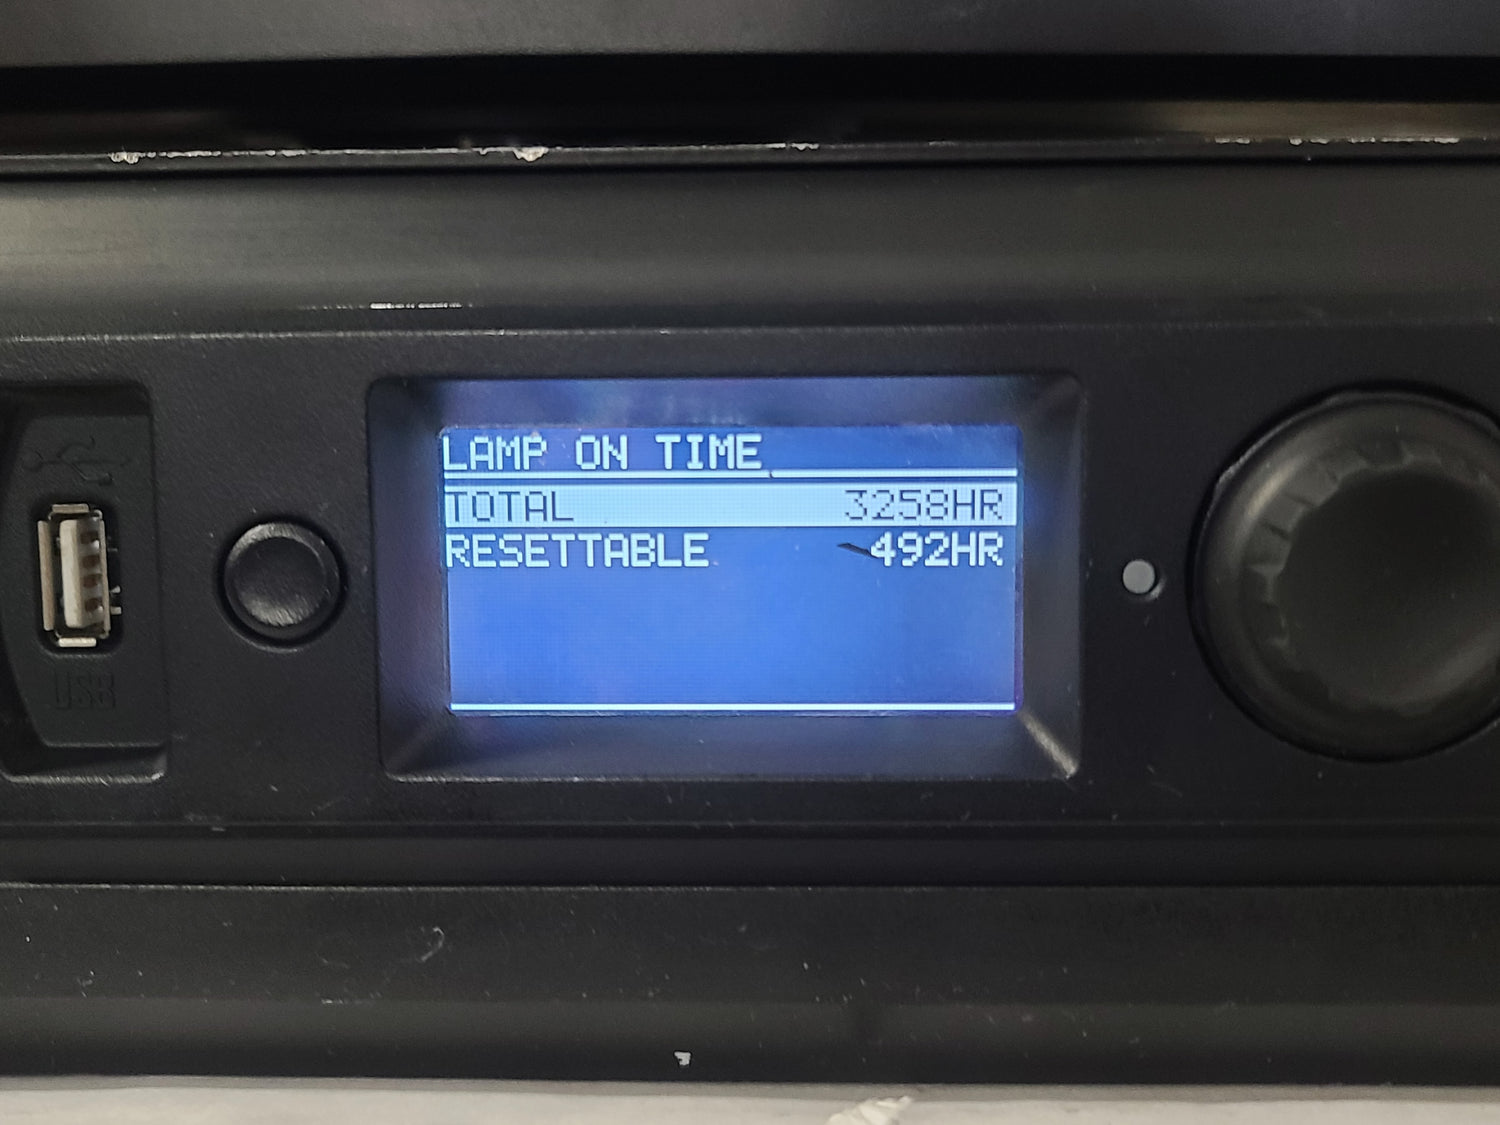 USB
LAMP ON TIME
TOTAL 3258HR
RESETTABLE 492HR